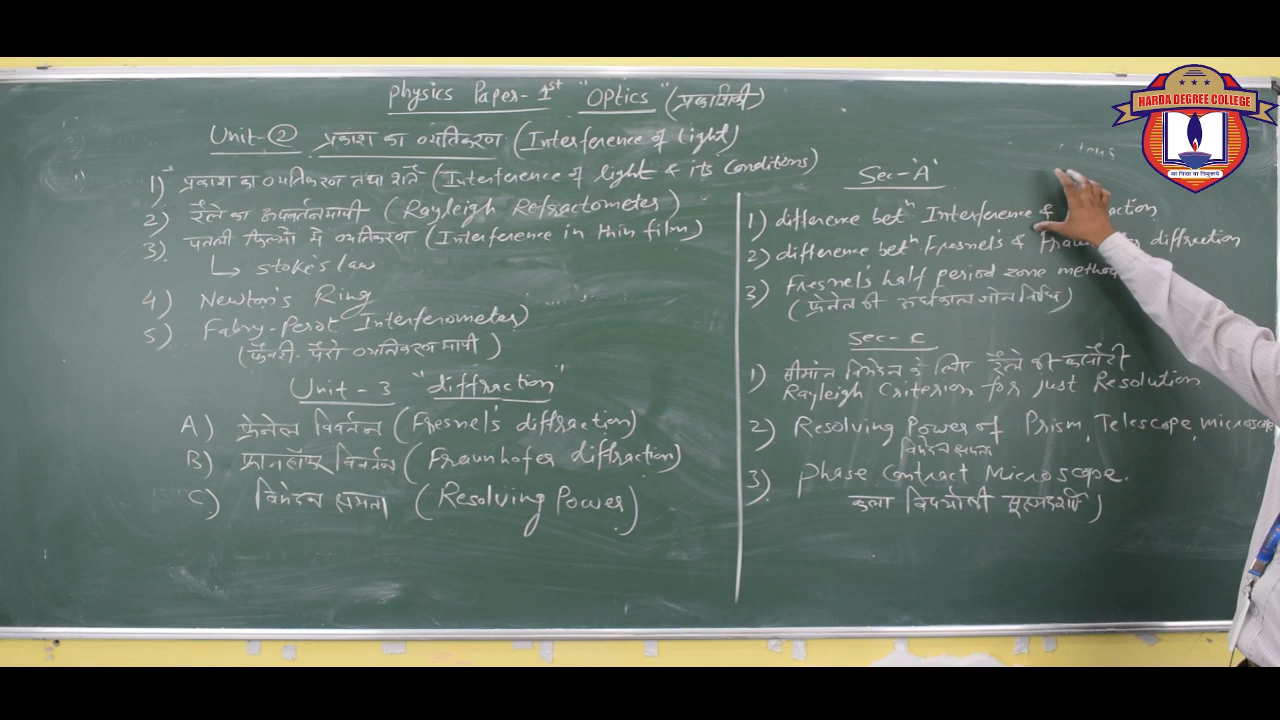 Physics Paper-1st "Optics" (प्रकाशिकी)
Unit-2 प्रकाश का व्यतिकरण (Interference of light)
1) प्रकाश का व्यतिकरण तथा शर्तें (Interference of light & its Conditions)
2) रैले का अपवर्तनमापी (Rayleigh Refractometer)
3) पतली फिल्मों में व्यतिकरण (Interference in thin film)
↳ stoke's law
4) Newton's Ring
5) Fabry-Perot Interferometer)
(फैबरी-पैरो व्यतिकरणमापी)
Unit-3 "diffraction"
A) फ्रेनेल विवर्तन (Fresnel's diffraction)
B) फ्रानहॉफर विवर्तन (Fraunhofer diffraction)
C) विभेदन क्षमता (Resolving Power)
Sec-'A'
1) difference betn Interference &
2) difference betn Fresnel's & diffraction
3) Fresnel's half period zone method
(फ्रेनेल की अर्धकाल जोन विधि)
Sec-C
1) सीमांत विभेदन के लिए रैले की कसौटी
Rayleigh Criterion for just Resolution
2) Resolving Power of Prism, Telescope, microscope
विभेदन क्षमता
3) Phase Contract Microscope.
कला विपर्यासी सूक्ष्मदर्शी)
HARDA DEGREE COLLEGE
सा विद्या या विमुक्तये